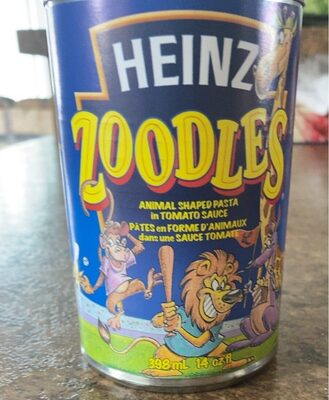 HEINZ
ZOODLES
ANIMAL SHAPED PASTA
in TOMATO SAUCE
PÂTES en FORME D'ANIMAUX
dans une SAUCE TOMATE
398 mL 14 oz fl